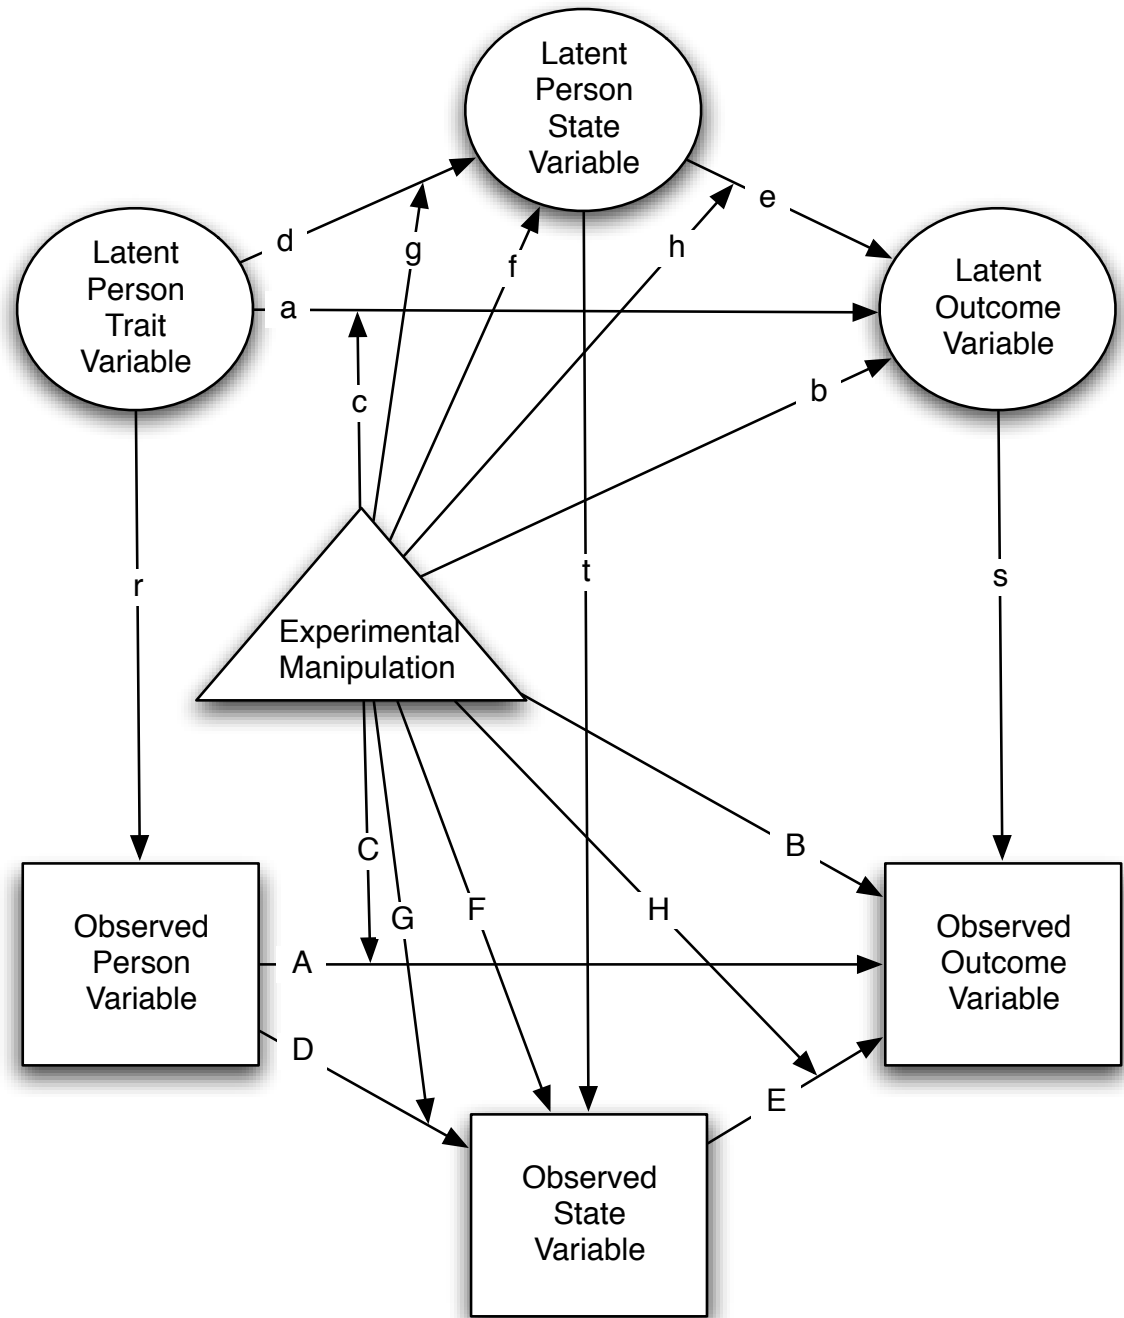 Latent
Person
State
Variable
d
g
f
h
e
Latent
Person
Trait
Variable
a
Latent
Outcome
Variable
c
b
r
t
s
Experimental
Manipulation
C
G
F
H
B
Observed
Person
Variable
A
Observed
Outcome
Variable
D
E
Observed
State
Variable